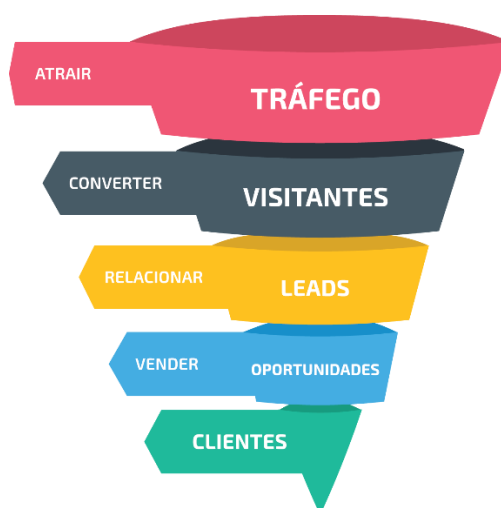 ATRAIR
TRÁFEGO
CONVERTER
VISITANTES
RELACIONAR
LEADS
VENDER
OPORTUNIDADES
CLIENTES